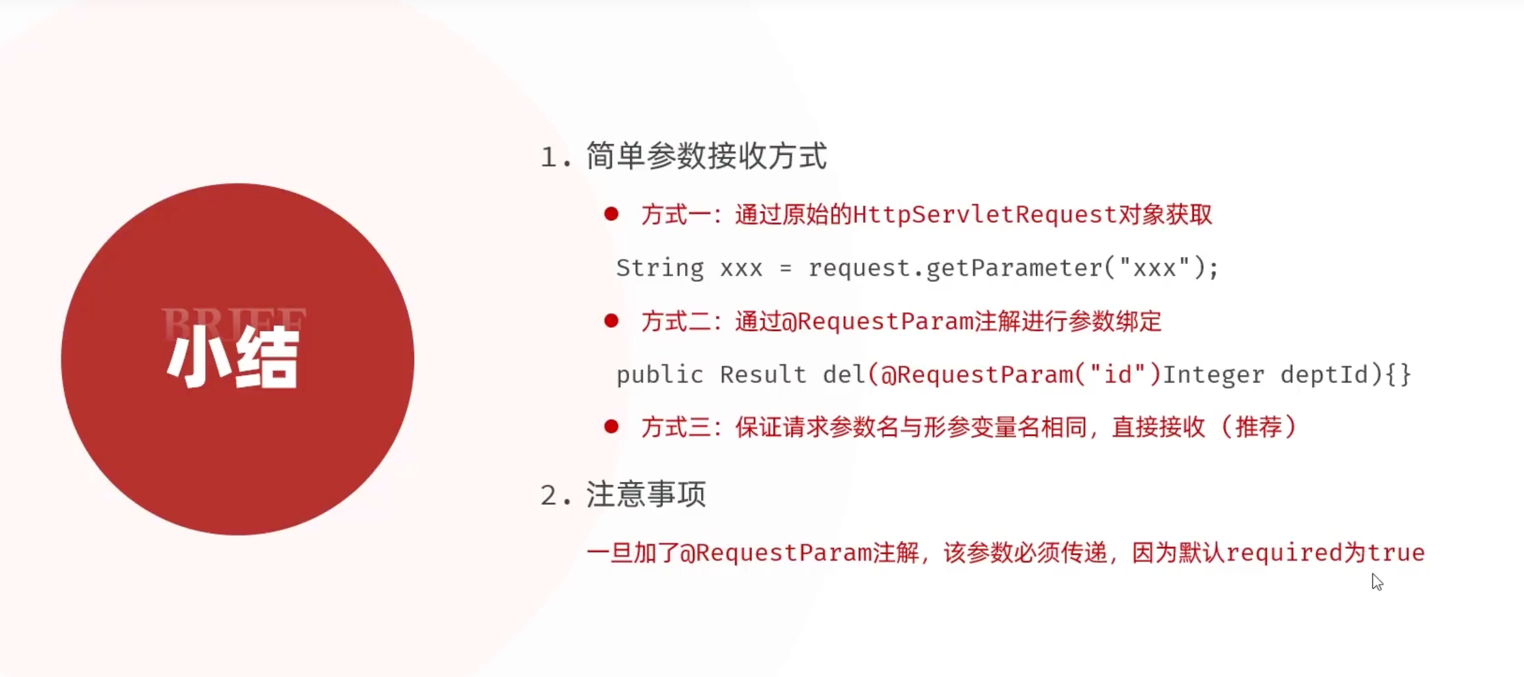 BRIEF
小结
1. 简单参数接收方式
● 方式一：通过原始的HttpServletRequest对象获取
String xxx = request.getParameter("xxx");
● 方式二：通过@RequestParam注解进行参数绑定
public Result del(@RequestParam("id")Integer deptId){}
● 方式三：保证请求参数名与形参变量名相同，直接接收（推荐）
2. 注意事项
一旦加了@RequestParam注解，该参数必须传递，因为默认required为true